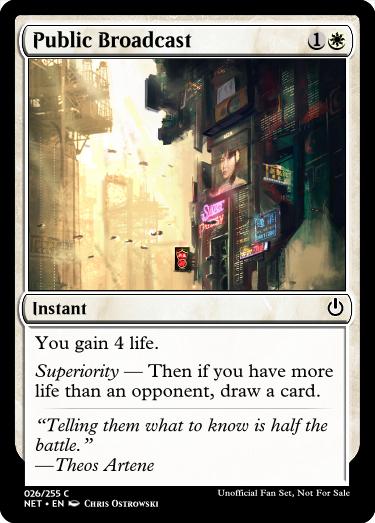 Public Broadcast 1
Instant
You gain 4 life.
Superiority — Then if you have more
life than an opponent, draw a card.
“Telling them what to know is half the
battle.”
—Theos Artene
026/255 C
NET • EN Chris Ostrowski
Unofficial Fan Set, Not For Sale